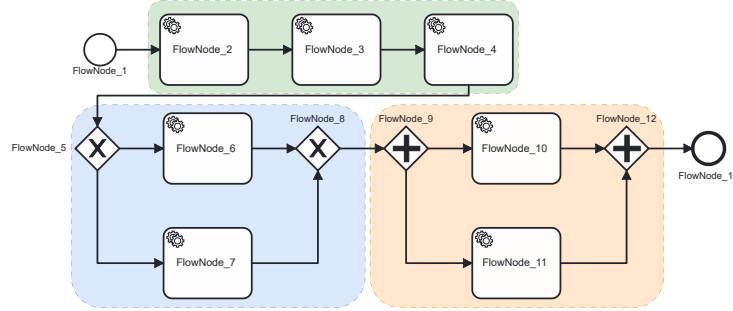 FlowNode_1
FlowNode_2
FlowNode_3
FlowNode_4
FlowNode_5
FlowNode_6
FlowNode_7
FlowNode_8
FlowNode_9
FlowNode_10
FlowNode_11
FlowNode_12
FlowNode_1